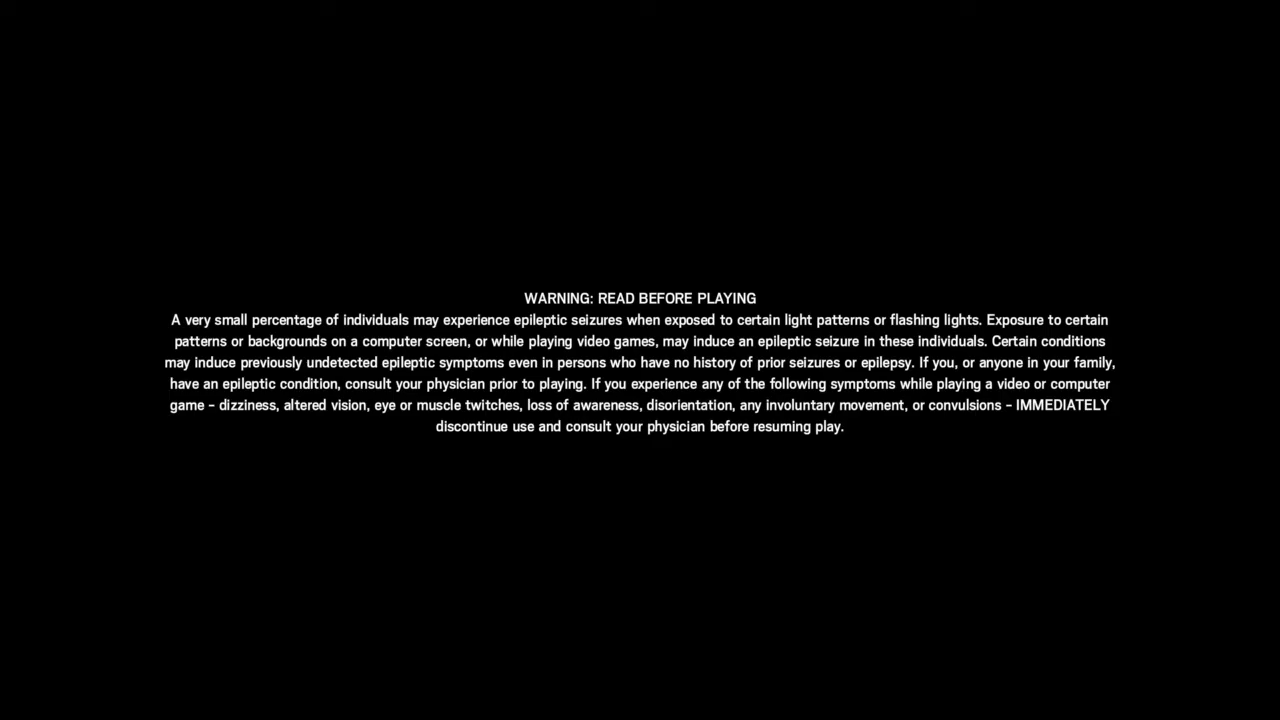 WARNING: READ BEFORE PLAYING
A very small percentage of individuals may experience epileptic seizures when exposed to certain light patterns or flashing lights. Exposure to certain
patterns or backgrounds on a computer screen, or while playing video games, may induce an epileptic seizure in these individuals. Certain conditions
may induce previously undetected epileptic symptoms even in persons who have no history of prior seizures or epilepsy. If you, or anyone in your family,
have an epileptic condition, consult your physician prior to playing. If you experience any of the following symptoms while playing a video or computer
game - dizziness, altered vision, eye or muscle twitches, loss of awareness, disorientation, any involuntary movement, or convulsions - IMMEDIATELY
discontinue use and consult your physician before resuming play.